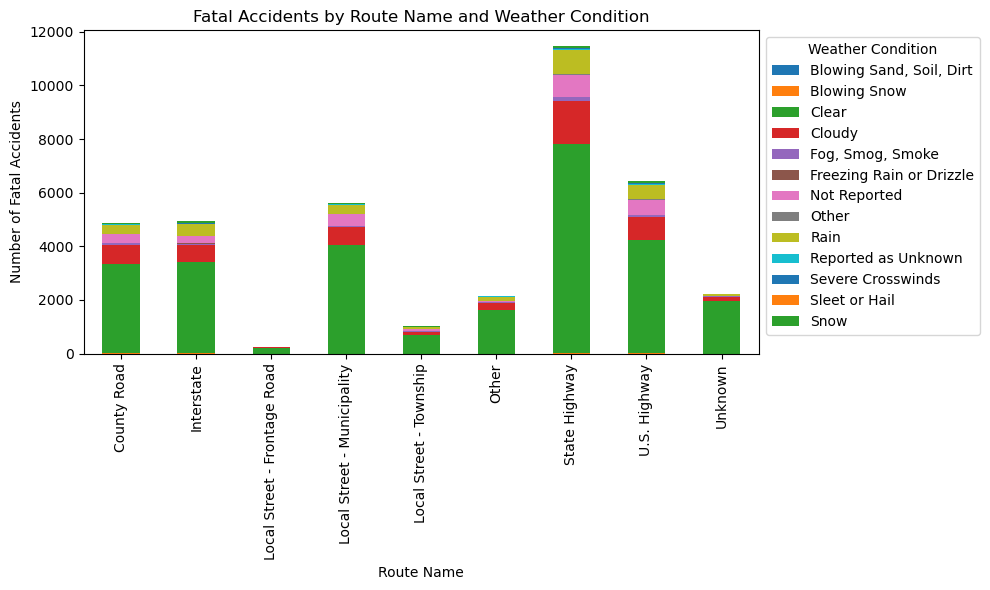 Fatal Accidents by Route Name and Weather Condition
12000
10000
8000
6000
4000
2000
0
Number of Fatal Accidents
County Road
Interstate
Local Street - Frontage Road
Local Street - Municipality
Local Street - Township
Other
State Highway
U.S. Highway
Unknown
Route Name
Weather Condition
Blowing Sand, Soil, Dirt
Blowing Snow
Clear
Cloudy
Fog, Smog, Smoke
Freezing Rain or Drizzle
Not Reported
Other
Rain
Reported as Unknown
Severe Crosswinds
Sleet or Hail
Snow